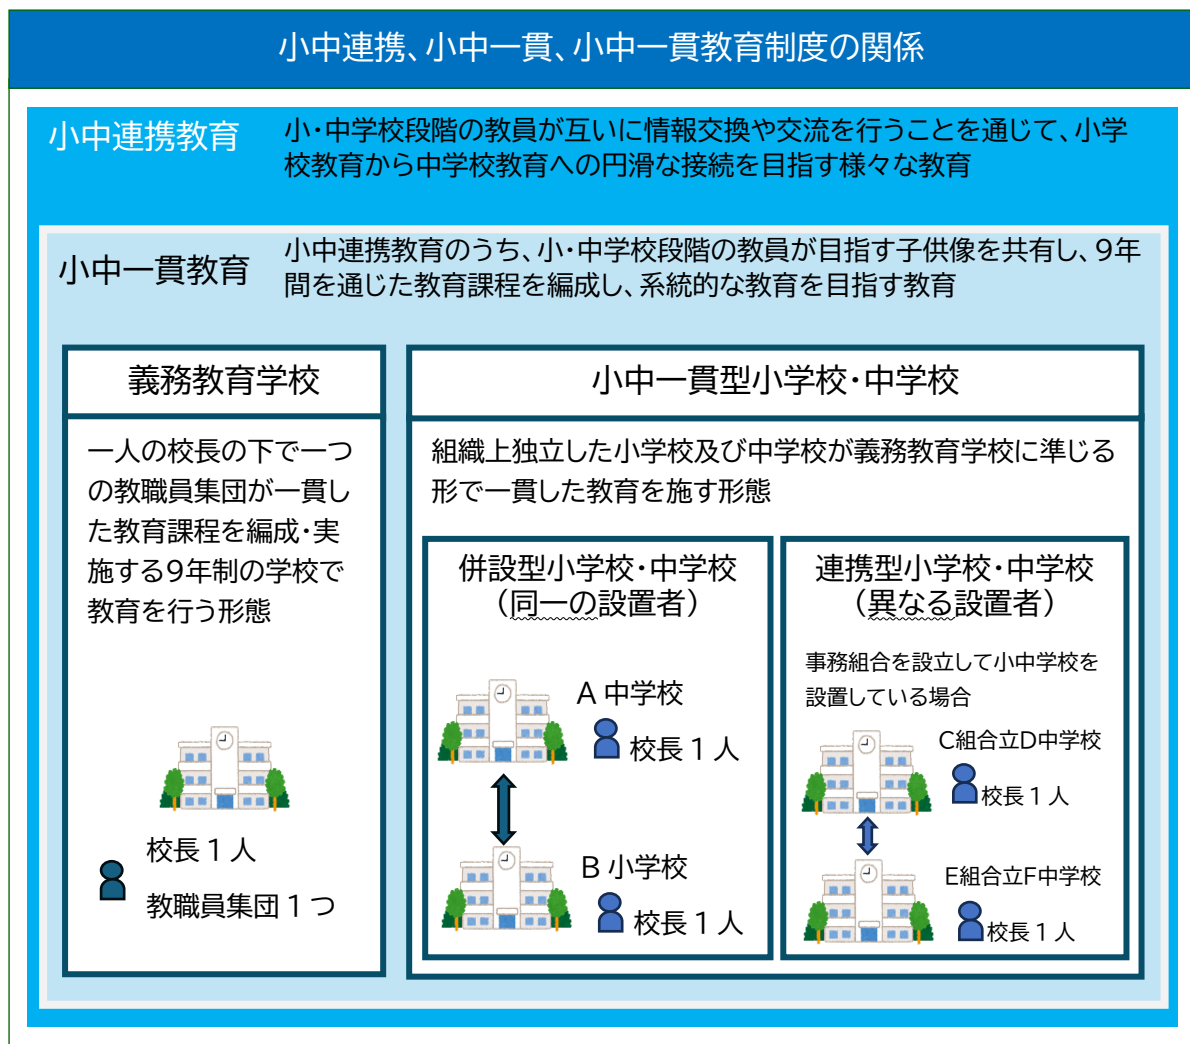 小中連携、小中一貫、小中一貫教育制度の関係
小中連携教育
小・中学校段階の教員が互いに情報交換や交流を行うことを通じて、小学
校教育から中学校教育への円滑な接続を目指す様々な教育
小中一貫教育
小中連携教育のうち、小・中学校段階の教員が目指す子供像を共有し、9年
間を通じた教育課程を編成し、系統的な教育を目指す教育
義務教育学校
一人の校長の下で一つ
の教職員集団が一貫し
た教育課程を編成・実
施する9年制の学校で
教育を行う形態
校長1人
教職員集団1つ
小中一貫型小学校・中学校
組織上独立した小学校及び中学校が義務教育学校に準じる
形で一貫した教育を施す形態
併設型小学校・中学校
（同一の設置者）
A 中学校
校長1人
B 小学校
校長1人
連携型小学校・中学校
（異なる設置者）
事務組合を設立して小中学校を
設置している場合
C組合立D中学校
校長1人
E組合立F中学校
校長1人